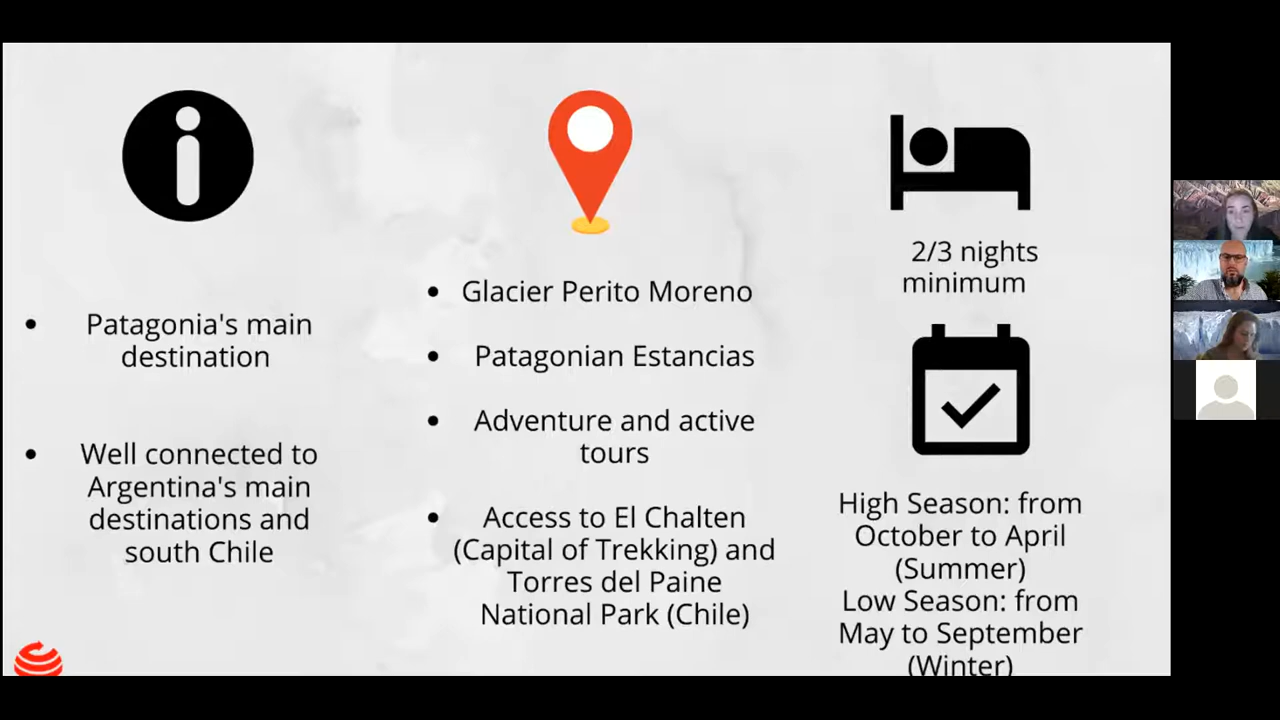 Patagonia's main
destination
Well connected to
Argentina's main
destinations and
south Chile
Glacier Perito Moreno
Patagonian Estancias
Adventure and active
tours
Access to El Chalten
(Capital of Trekking) and
Torres del Paine
National Park (Chile)
2/3 nights
minimum
High Season: from
October to April
(Summer)
Low Season: from
May to September
(Winter)